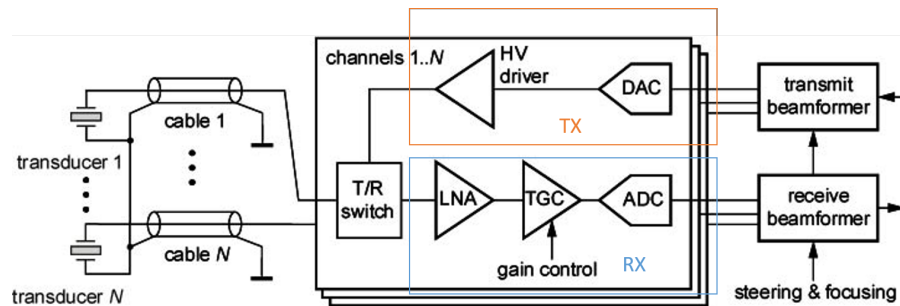 channels 1..N
HV
driver
DAC
TX
transmit
beamformer
cable 1
transducer 1
T/R
switch
LNA
TGC
ADC
receive
beamformer
cable N
gain control
RX
transducer N
steering & focusing